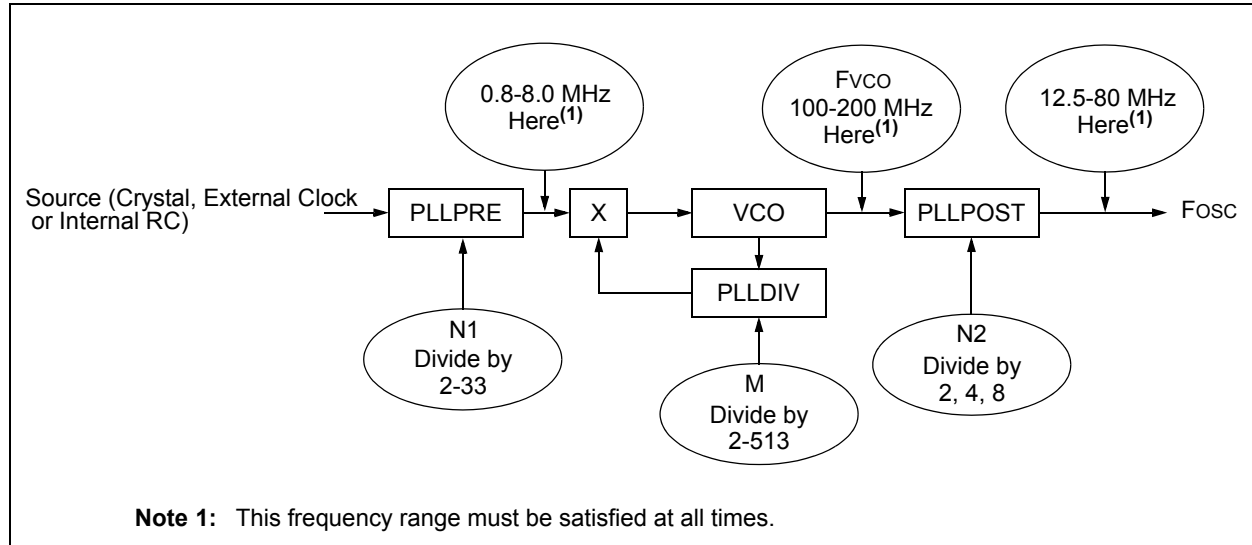 0.8-8.0 MHz
Here(1)
FVCO
100-200 MHz
Here(1)
12.5-80 MHz
Here(1)
Source (Crystal, External Clock
or Internal RC)
PLLPRE
X
VCO
PLLPOST
FOSC
PLLDIV
N1
Divide by
2-33
M
Divide by
2-513
N2
Divide by
2, 4, 8
Note 1: This frequency range must be satisfied at all times.